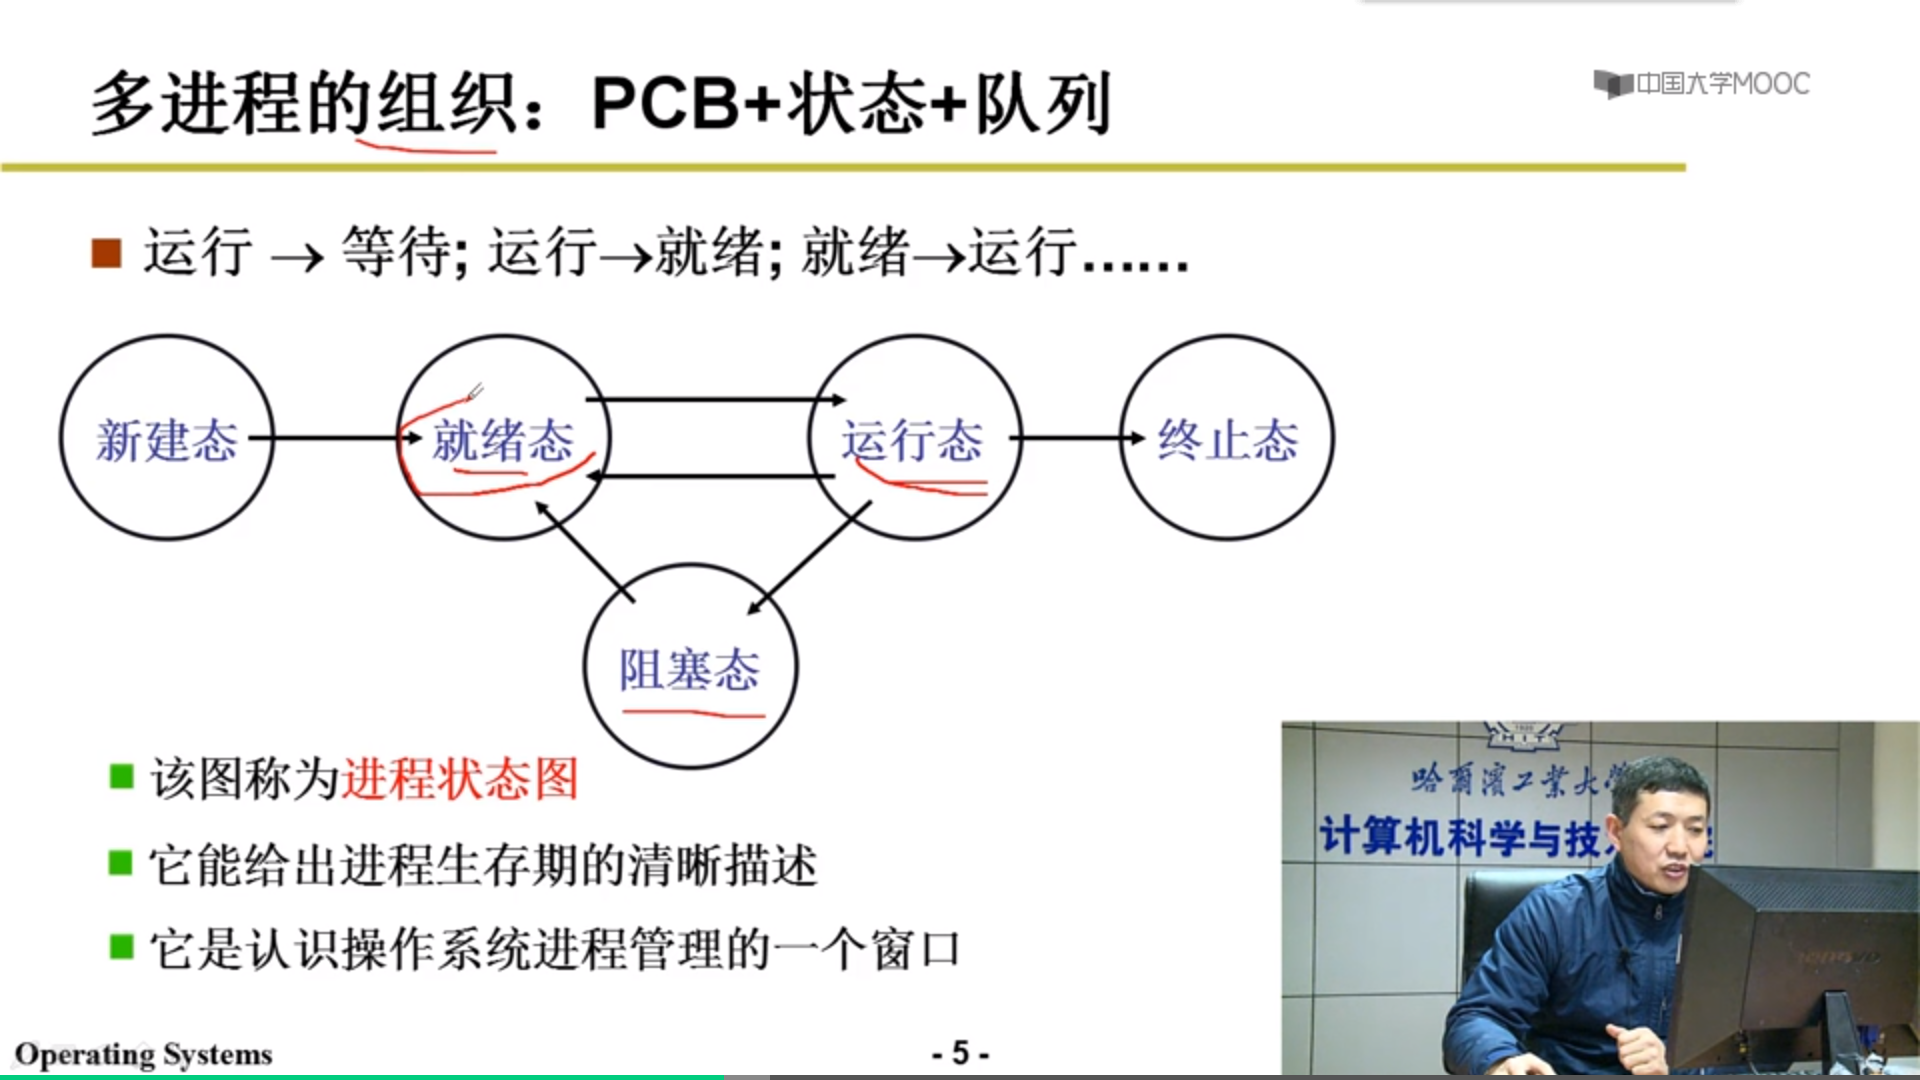 多进程的组织：PCB+状态+队列
中国大学MOOC
运行 → 等待; 运行→就绪; 就绪→运行……
新建态
就绪态
运行态
终止态
阻塞态
该图称为进程状态图
它能给出进程生存期的清晰描述
它是认识操作系统进程管理的一个窗口
HIT
哈爾濱工業大學
计算机科学与技
Operating Systems
- 5 -